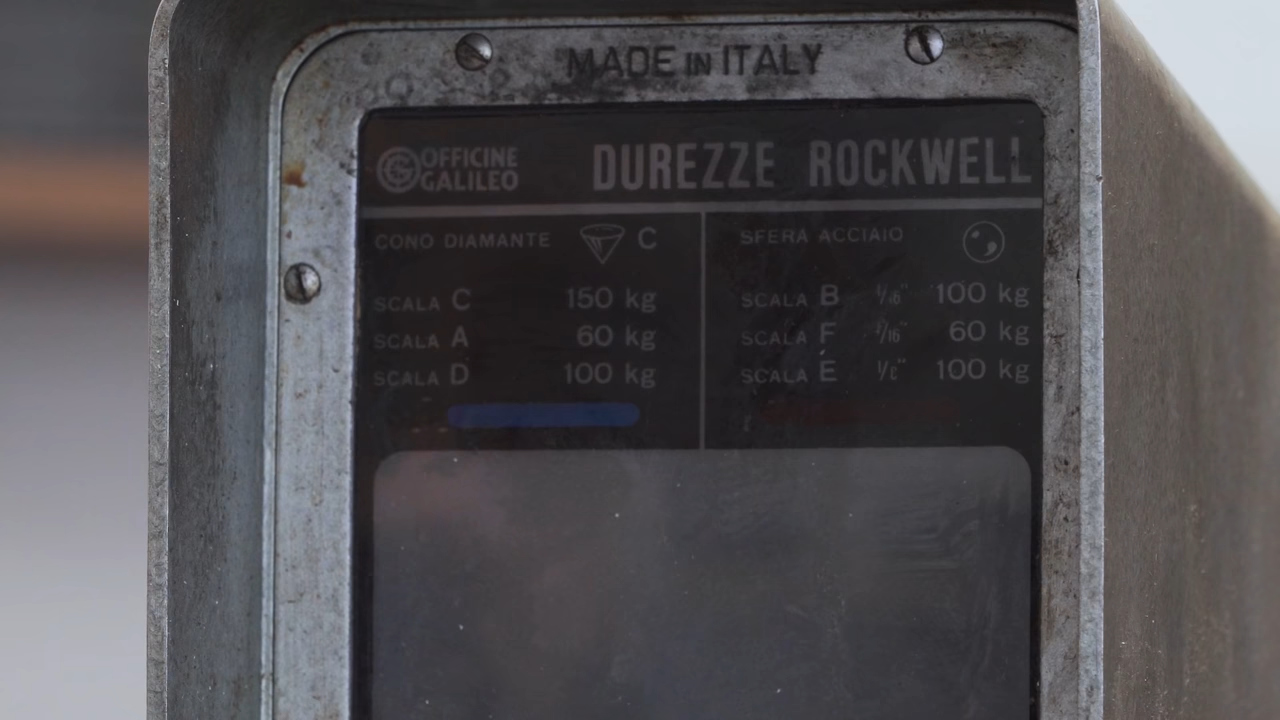 MADE IN ITALY
OFFICINE
GALILEO
DUREZZE ROCKWELL
CONO DIAMANTE C
SCALA C 150 kg
SCALA A 60 kg
SCALA D 100 kg
SFERA ACCIAIO
SCALA B 1/16" 100 kg
SCALA F 1/16" 60 kg
SCALA E 1/8" 100 kg